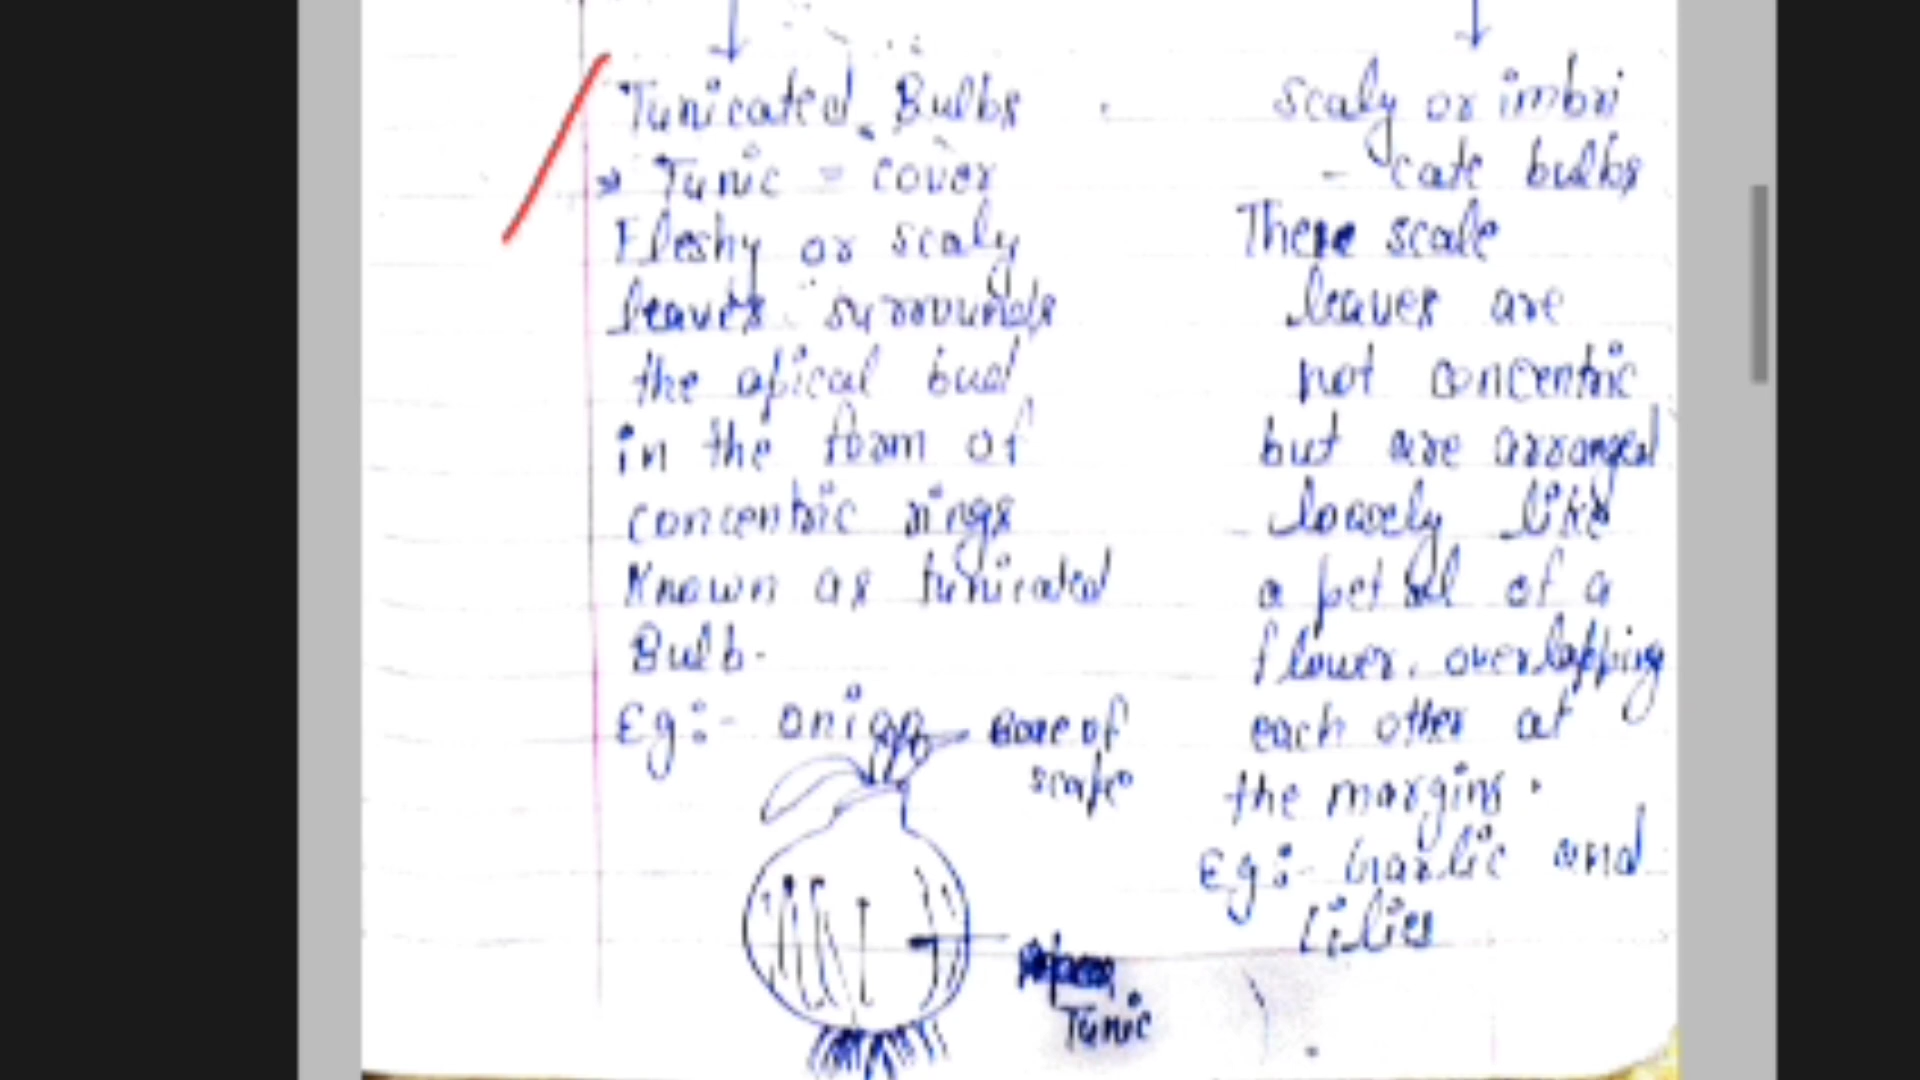 Tunicated Bulbs
Tunic = cover
Fleshy or scaly
leaves surrounds
the apical bud
in the form of
concentric rings
Known as tunicated
Bulb.
Eg:- onion
Base of
scale
Tunic
scaly or imbri
- cate bulbs
There scale
leaves are
not concentric
but are arranged
loosely like
a petal of a
flower. overlapping
each other at
the margins.
Eg:- Garlic and
Lilies